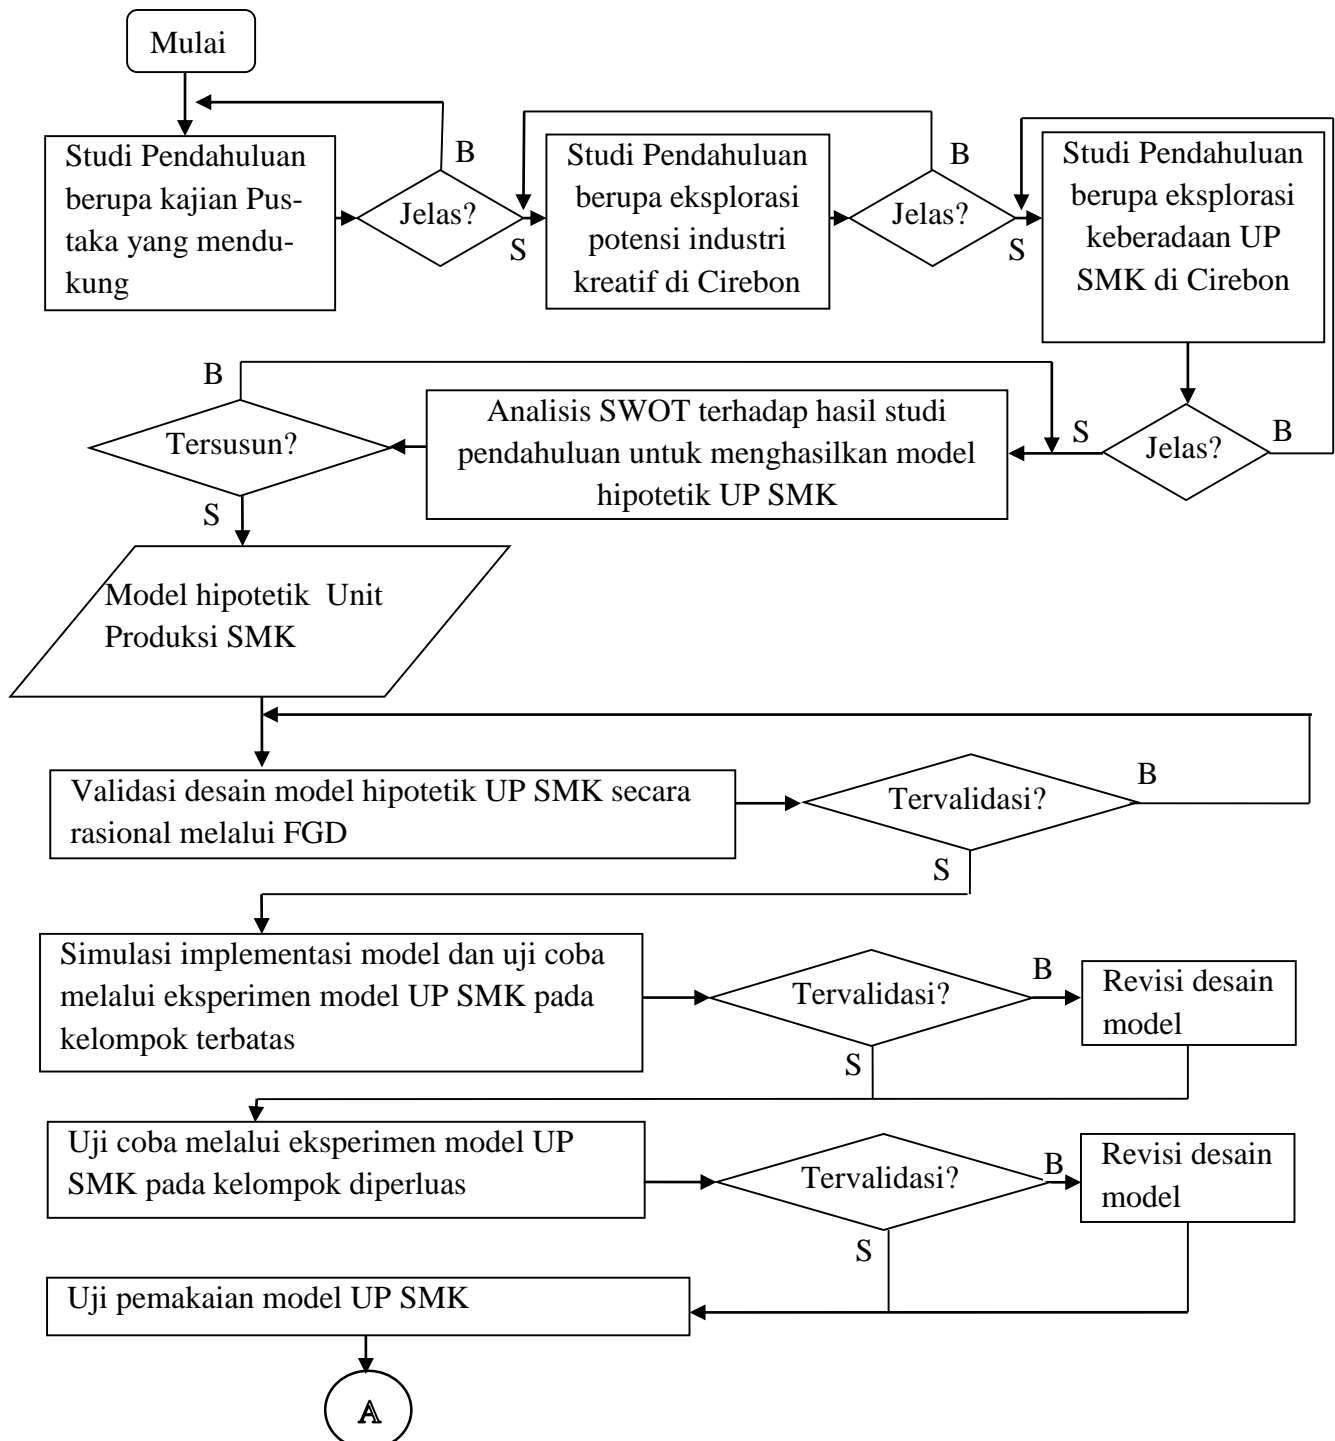 Mulai
Studi Pendahuluan
berupa kajian Pus-
taka yang mendu-
kung
Jelas?
B
S
Studi Pendahuluan
berupa eksplorasi
potensi industri
kreatif di Cirebon
Jelas?
B
S
Studi Pendahuluan
berupa eksplorasi
keberadaan UP
SMK di Cirebon
Jelas?
B
S
Analisis SWOT terhadap hasil studi
pendahuluan untuk menghasilkan model
hipotetik UP SMK
Tersusun?
B
S
Model hipotetik Unit
Produksi SMK
Validasi desain model hipotetik UP SMK secara
rasional melalui FGD
Tervalidasi?
B
S
Simulasi implementasi model dan uji coba
melalui eksperimen model UP SMK pada
kelompok terbatas
Tervalidasi?
B
S
Revisi desain
model
Uji coba melalui eksperimen model UP
SMK pada kelompok diperluas
Tervalidasi?
B
S
Revisi desain
model
Uji pemakaian model UP SMK
A